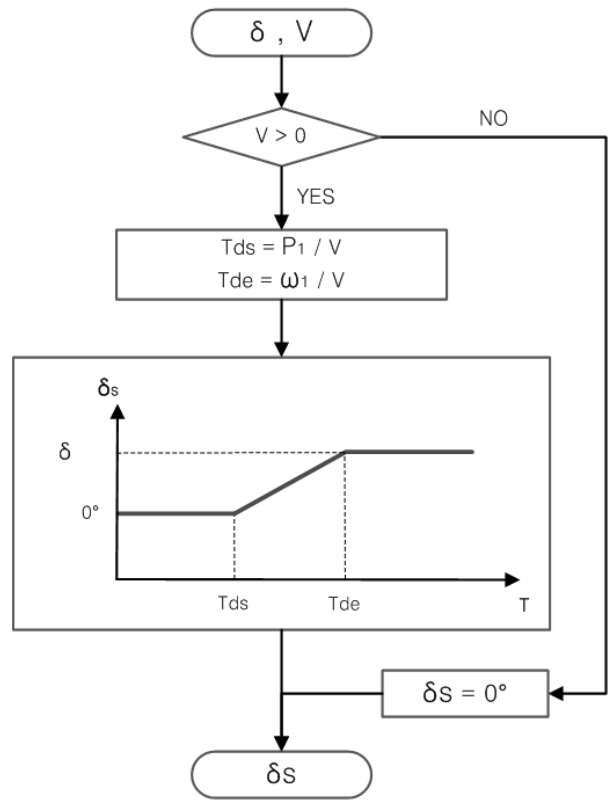 δ , V
V > 0
NO
YES
Tds = P₁ / V
Tde = ω₁ / V
δs
δ
0°
Tds
Tde
T
δs = 0°
δs